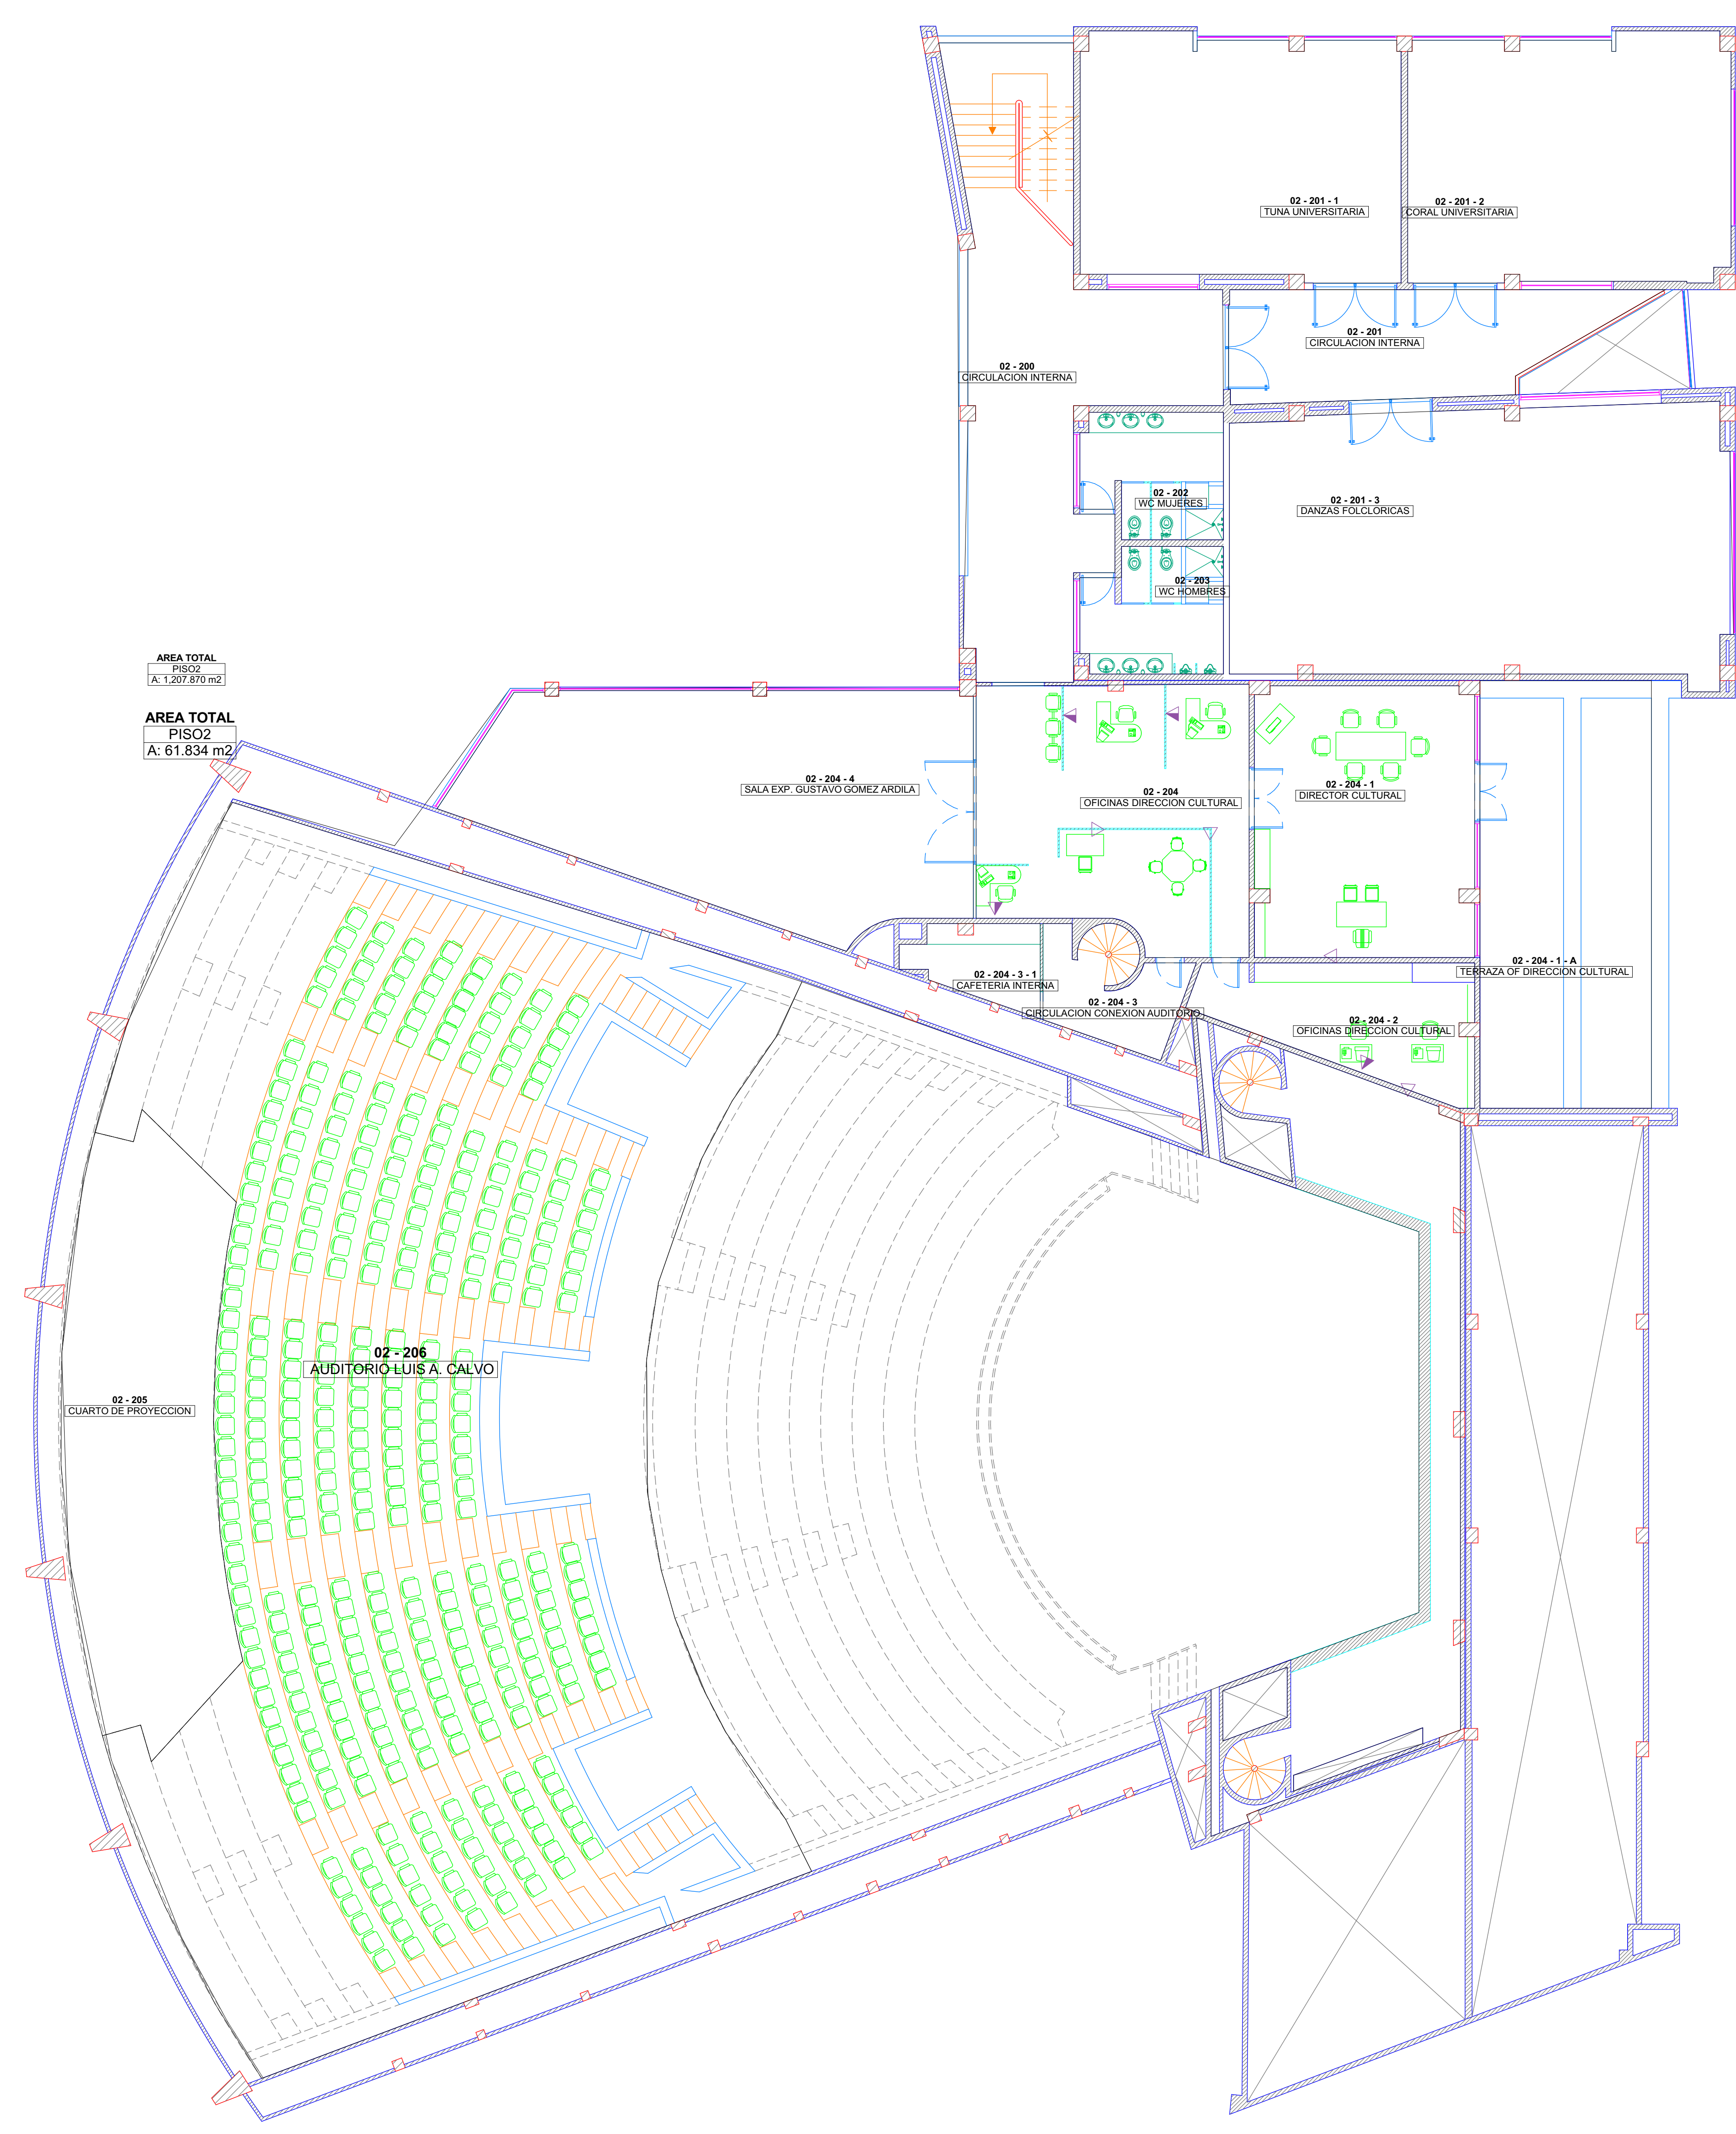 02 - 201 - 1
TUNA UNIVERSITARIA
02 - 201 - 2
CORAL UNIVERSITARIA
02 - 201
CIRCULACION INTERNA
02 - 200
CIRCULACION INTERNA
02 - 202
WC MUJERES
02 - 201 - 3
DANZAS FOLCLORICAS
02 - 203
WC HOMBRES
AREA TOTAL
PISO2
A: 1,207.870 m2
AREA TOTAL
PISO2
A: 61.834 m2
02 - 204 - 4
SALA EXP. GUSTAVO GOMEZ ARDILA
02 - 204
OFICINAS DIRECCION CULTURAL
02 - 204 - 1
DIRECTOR CULTURAL
02 - 204 - 3 - 1
CAFETERIA INTERNA
02 - 204 - 1 - A
TERRAZA OF DIRECCION CULTURAL
02 - 204 - 3
CIRCULACION CONEXION AUDITORIO
02 - 204 - 2
OFICINAS DIRECCION CULTURAL
02 - 206
AUDITORIO LUIS A. CALVO
02 - 205
CUARTO DE PROYECCION